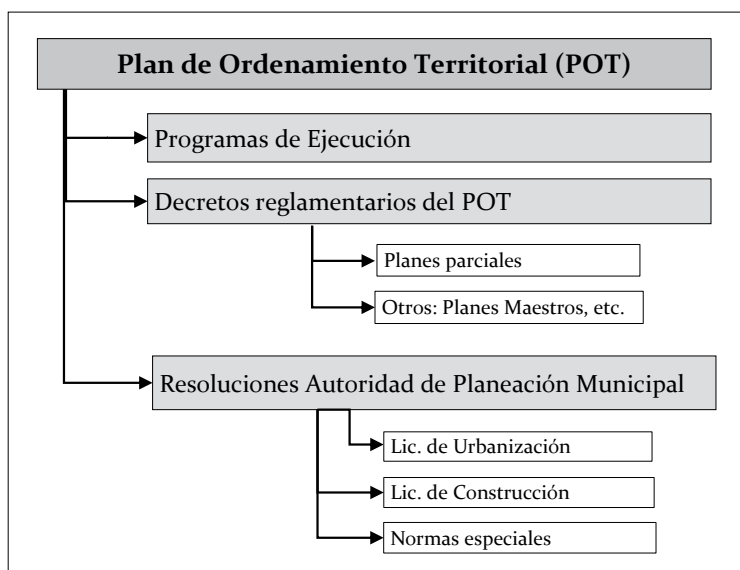 Plan de Ordenamiento Territorial (POT)
Programas de Ejecución
Decretos reglamentarios del POT
Planes parciales
Otros: Planes Maestros, etc.
Resoluciones Autoridad de Planeación Municipal
Lic. de Urbanización
Lic. de Construcción
Normas especiales